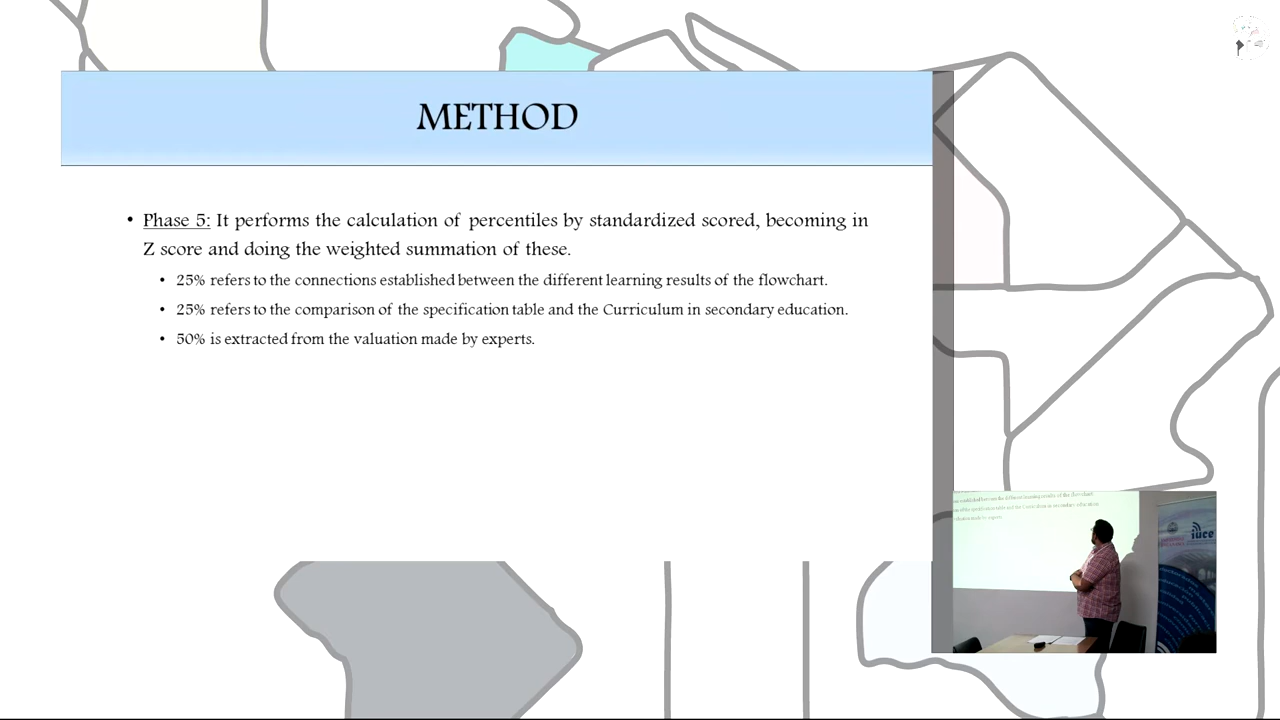 METHOD
• Phase 5: It performs the calculation of percentiles by standardized scored, becoming in
Z score and doing the weighted summation of these.
• 25% refers to the connections established between the different learning results of the flowchart.
• 25% refers to the comparison of the specification table and the Curriculum in secondary education.
• 50% is extracted from the valuation made by experts.
iuce